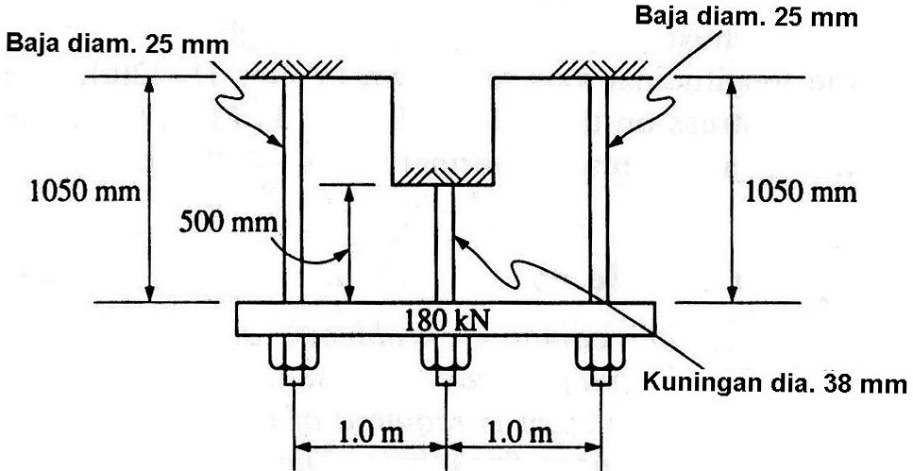 Baja diam. 25 mm
Baja diam. 25 mm
1050 mm
500 mm
1050 mm
180 kN
Kuningan dia. 38 mm
1.0 m
1.0 m